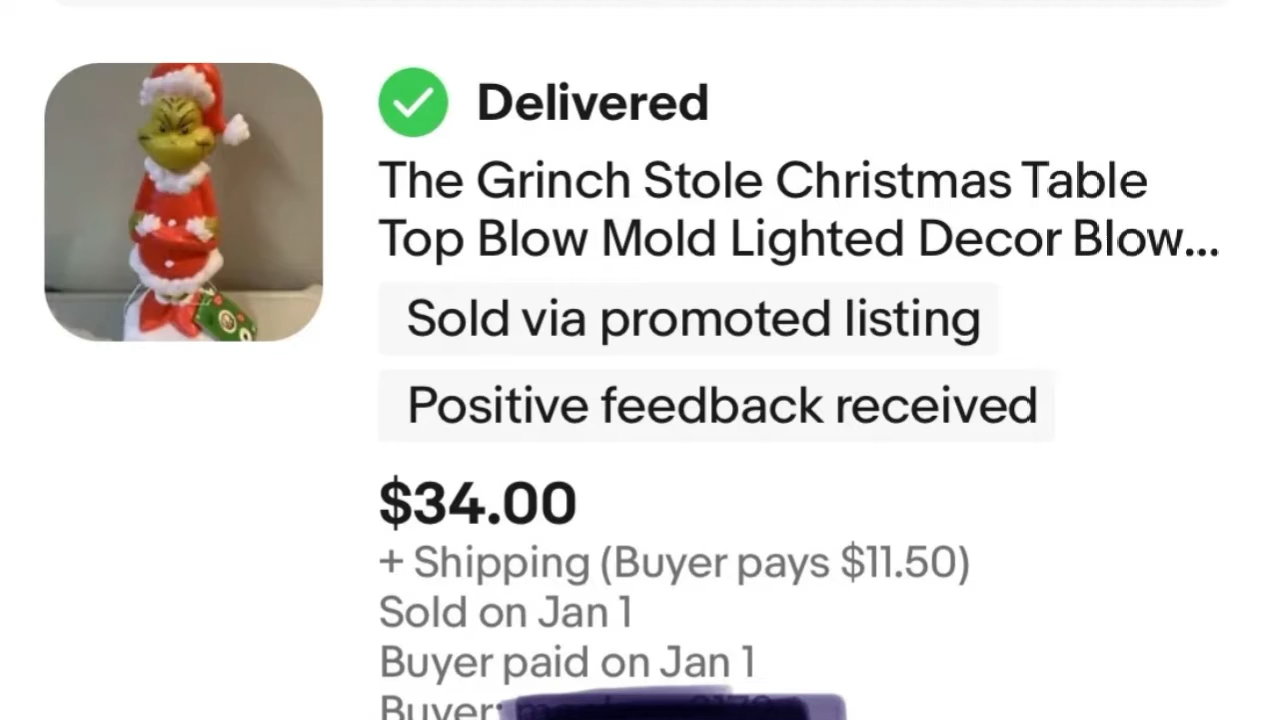 Delivered
The Grinch Stole Christmas Table
Top Blow Mold Lighted Decor Blow...
Sold via promoted listing
Positive feedback received
$34.00
+ Shipping (Buyer pays $11.50)
Sold on Jan 1
Buyer paid on Jan 1
Buyer: